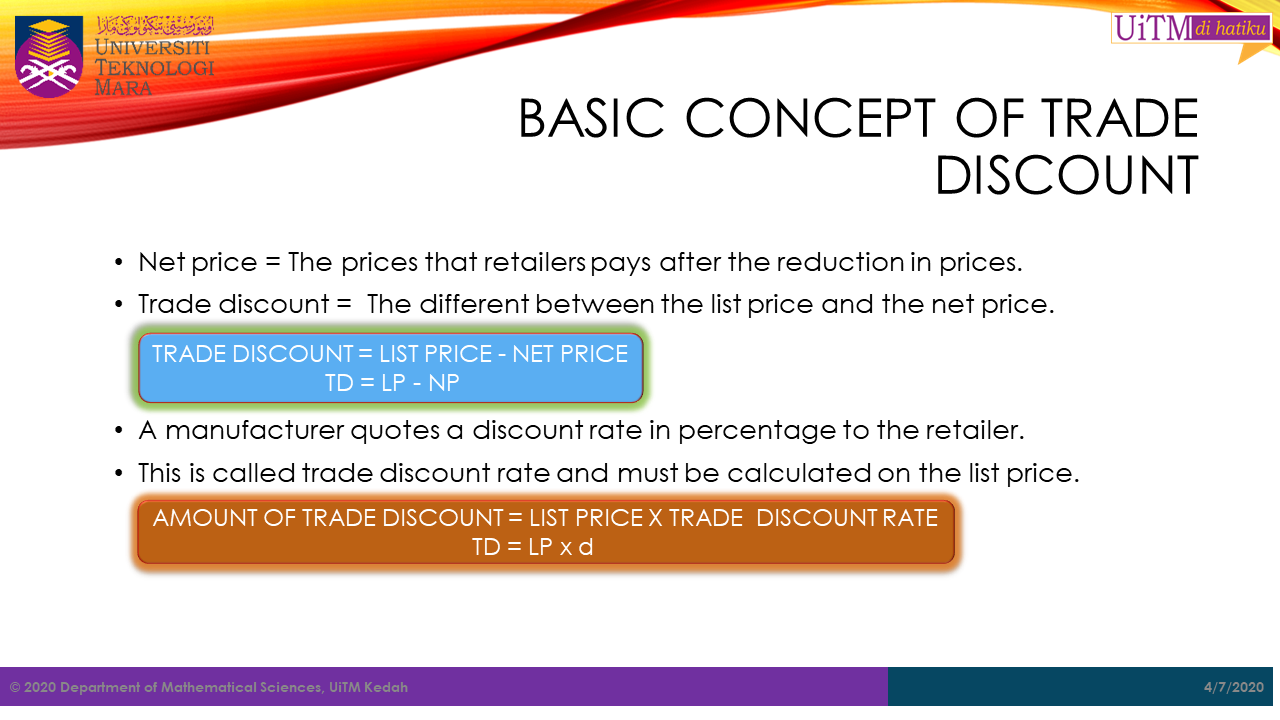 UNIVERSITI
TEKNOLOGI
MARA
UiTM di hatiku
BASIC CONCEPT OF TRADE
DISCOUNT
• Net price = The prices that retailers pays after the reduction in prices.
• Trade discount = The different between the list price and the net price.
TRADE DISCOUNT = LIST PRICE - NET PRICE
TD = LP - NP
• A manufacturer quotes a discount rate in percentage to the retailer.
• This is called trade discount rate and must be calculated on the list price.
AMOUNT OF TRADE DISCOUNT = LIST PRICE X TRADE DISCOUNT RATE
TD = LP x d
© 2020 Department of Mathematical Sciences, UiTM Kedah
4/7/2020